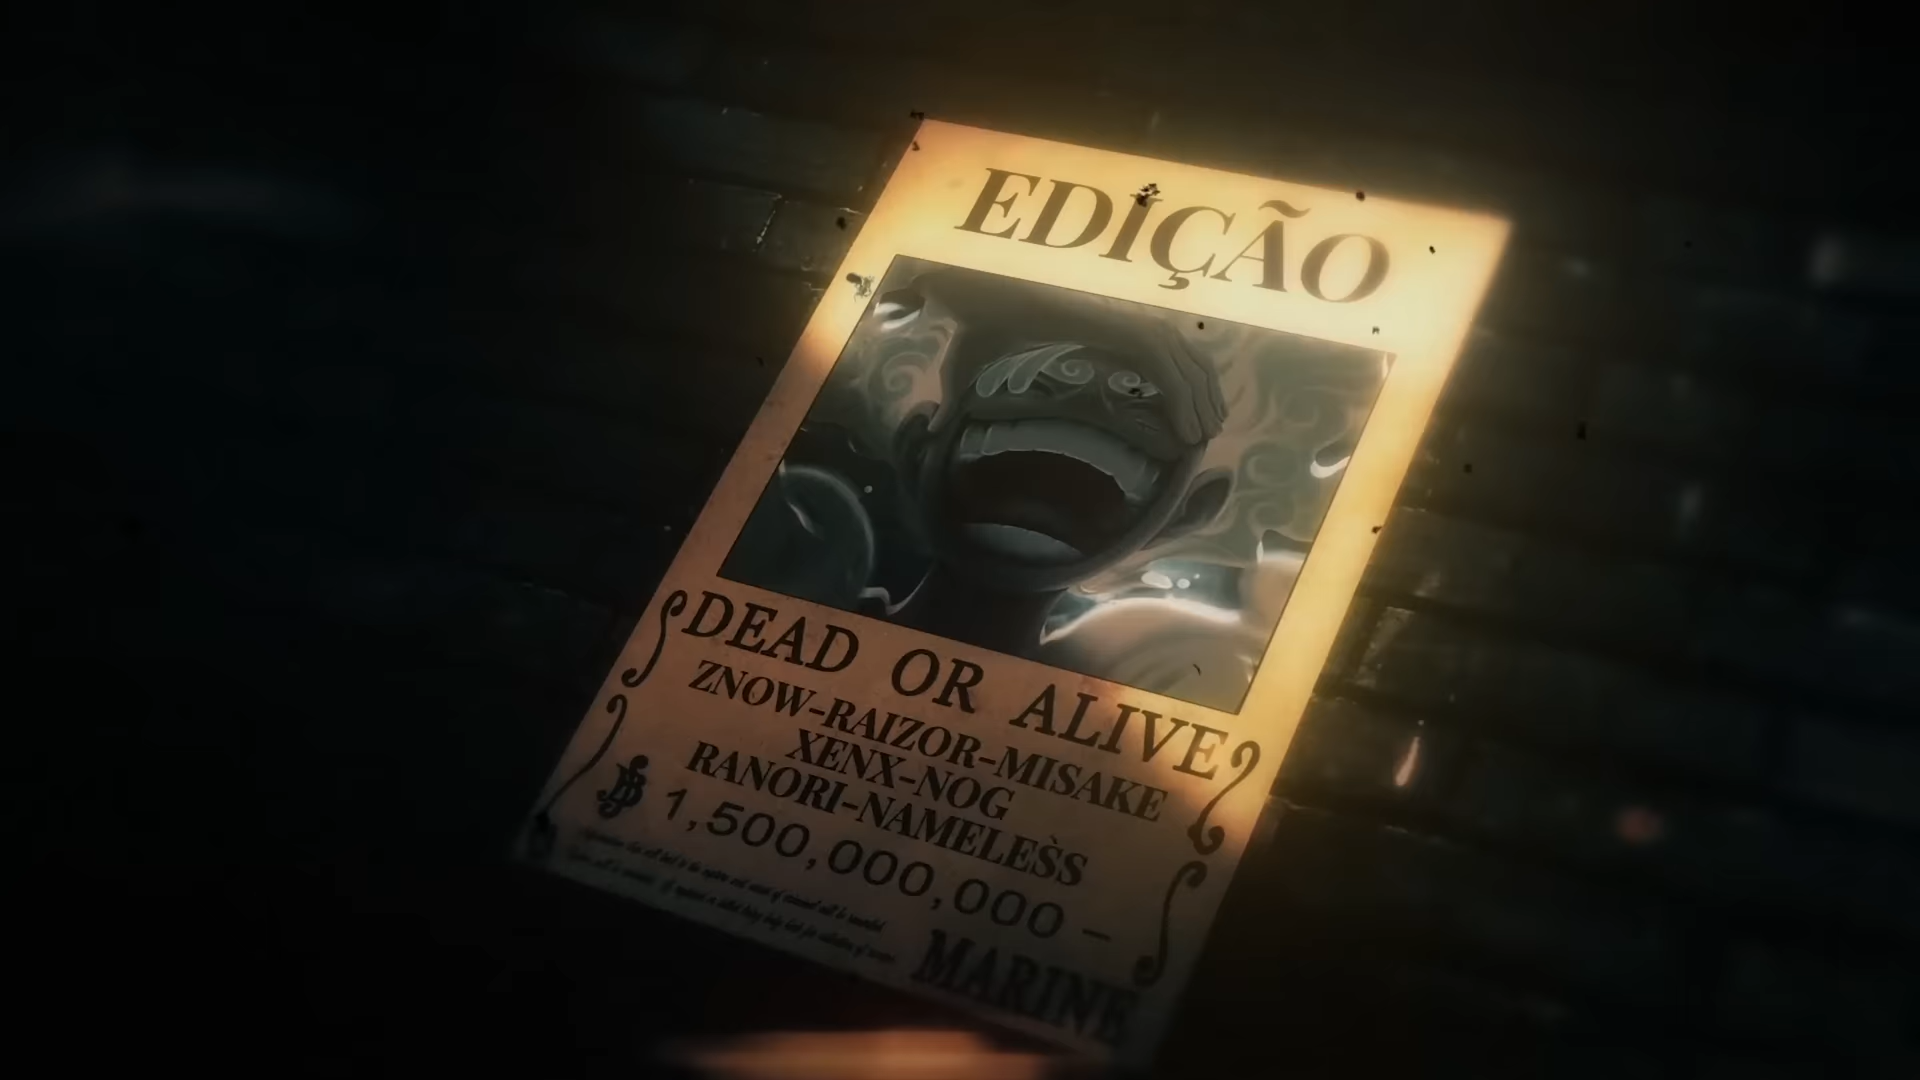 EDIÇÃO
DEAD OR ALIVE
ZNOW-RAIZOR-MISAKE
XENX-NOG
RANORI-NAMELESS
1,500,000,000 –
MARINE